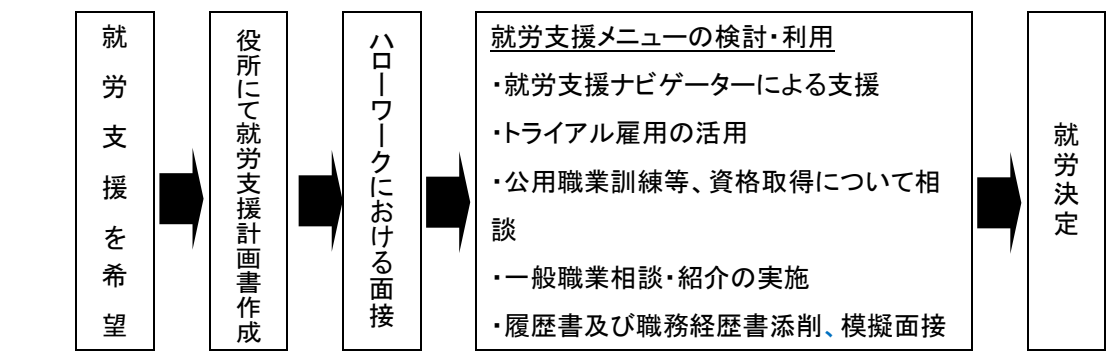 就労支援を希望
役所にて就労支援計画書作成
ハローワークにおける面接
就労支援メニューの検討・利用
・就労支援ナビゲーターによる支援
・トライアル雇用の活用
・公用職業訓練等、資格取得について相
談
・一般職業相談・紹介の実施
・履歴書及び職務経歴書添削、模擬面接
就労決定